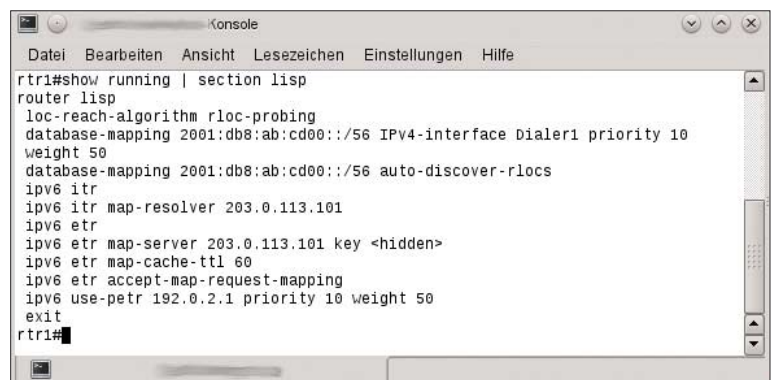 Konsole
Datei Bearbeiten Ansicht Lesezeichen Einstellungen Hilfe
rtr1#show running | section lisp
router lisp
 loc-reach-algorithm rloc-probing
 database-mapping 2001:db8:ab:cd00::/56 IPv4-interface Dialer1 priority 10
weight 50
 database-mapping 2001:db8:ab:cd00::/56 auto-discover-rlocs
 ipv6 itr
 ipv6 itr map-resolver 203.0.113.101
 ipv6 etr
 ipv6 etr map-server 203.0.113.101 key <hidden>
 ipv6 etr map-cache-ttl 60
 ipv6 etr accept-map-request-mapping
 ipv6 use-petr 192.0.2.1 priority 10 weight 50
 exit
rtr1#